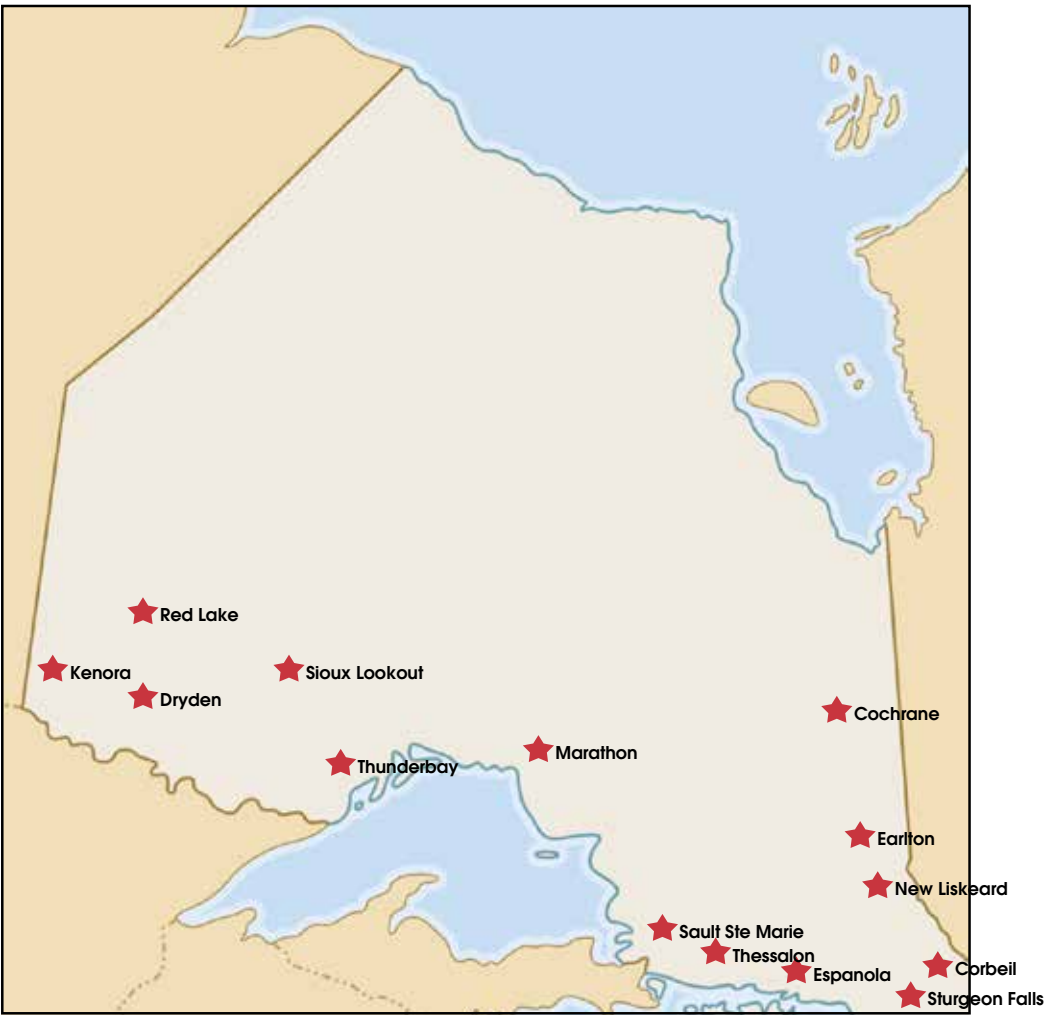 Red Lake
Kenora
Sioux Lookout
Dryden
Cochrane
Marathon
Thunderbay
Earlton
New Liskeard
Sault Ste Marie
Thessalon
Corbeil
Espanola
Sturgeon Falls